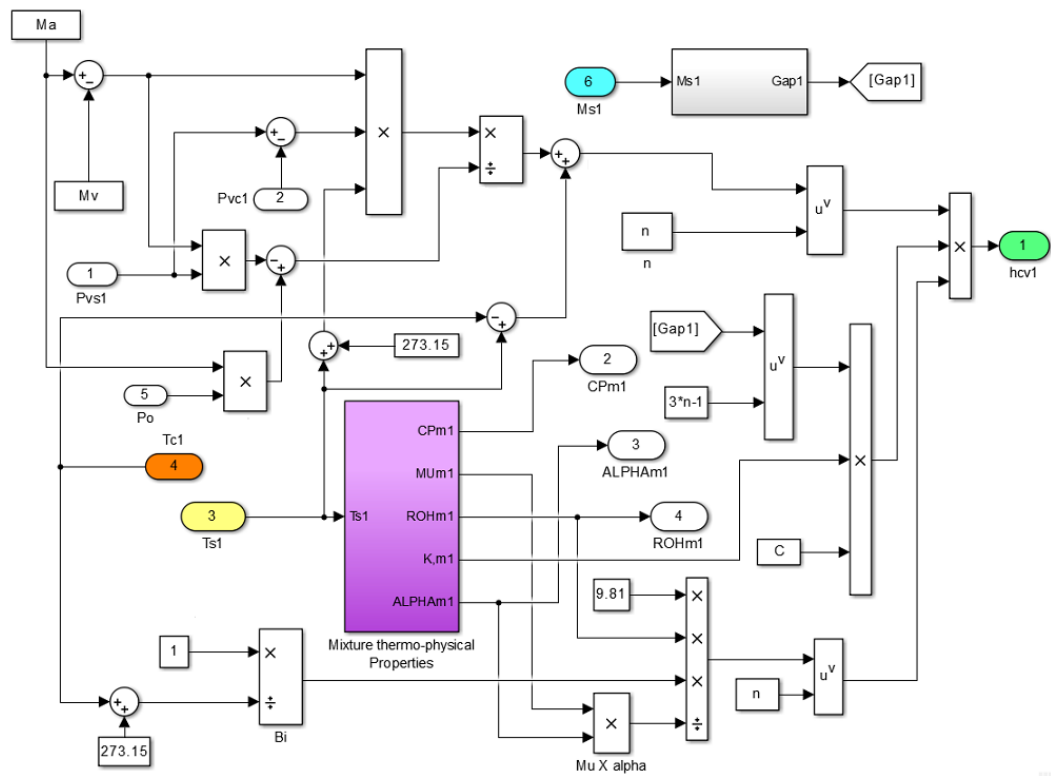 Ma
Mv
6
Ms1
Ms1
Gap1
[Gap1]
Pvc1
2
1
Pvs1
×
×
×
÷
u^v
n
n
×
1
hcv1
273.15
×
5
Po
[Gap1]
3*n-1
u^v
2
CPm1
Tc1
4
3
Ts1
Ts1
CPm1
MUm1
ROHm1
K,m1
ALPHAm1
Mixture thermo-physical
Properties
3
ALPHAm1
4
ROHm1
C
×
9.81
×
×
×
÷
1
×
÷
Bi
273.15
×
Mu X alpha
n
u^v